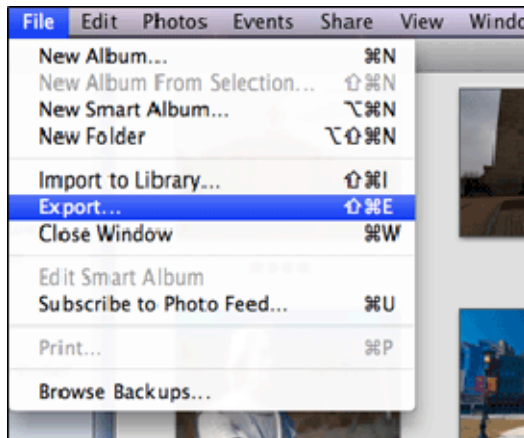 File Edit Photos Events Share View Windo
New Album... ⌘N
New Album From Selection... ⇧⌘N
New Smart Album... ⌥⌘N
New Folder ⌥⇧⌘N
Import to Library... ⇧⌘I
Export... ⇧⌘E
Close Window ⌘W
Edit Smart Album
Subscribe to Photo Feed... ⌘U
Print... ⌘P
Browse Backups...